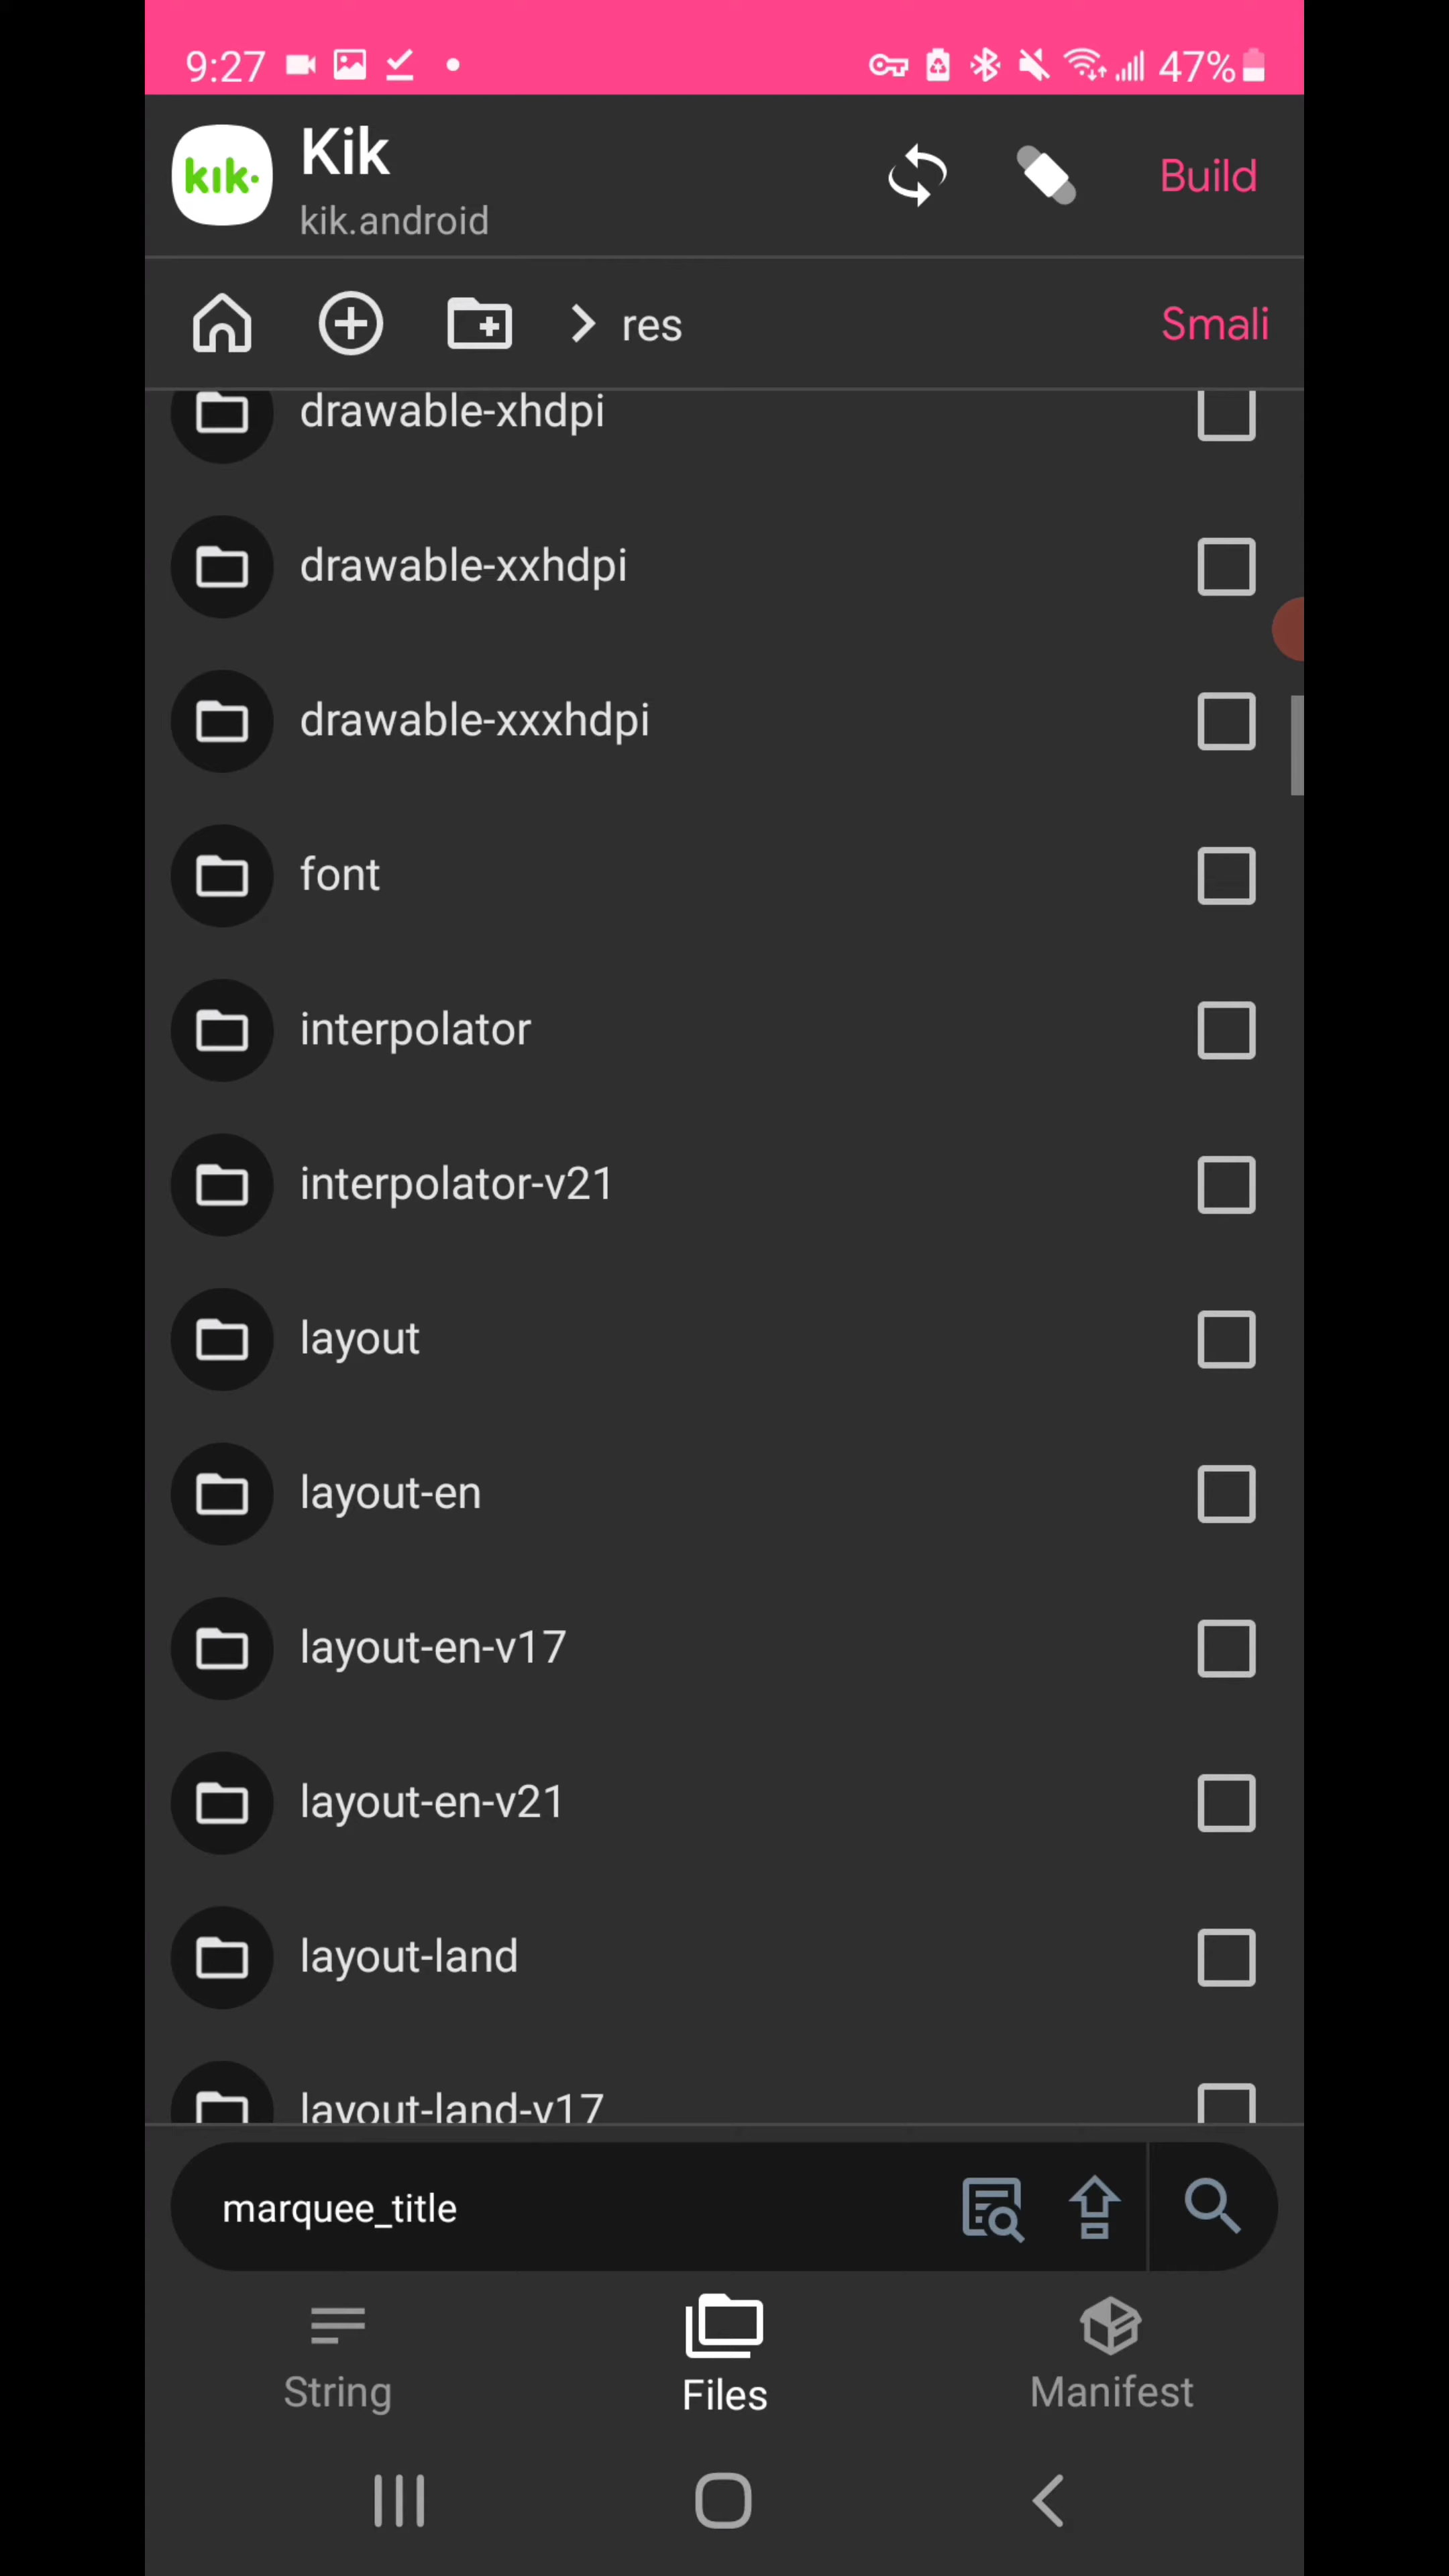 9:27
47%
kik.
Kik
kik.android
Build
res
Smali
drawable-xhdpi
drawable-xxhdpi
drawable-xxxhdpi
font
interpolator
interpolator-v21
layout
layout-en
layout-en-v17
layout-en-v21
layout-land
layout-land-v17
marquee_title
String
Files
Manifest